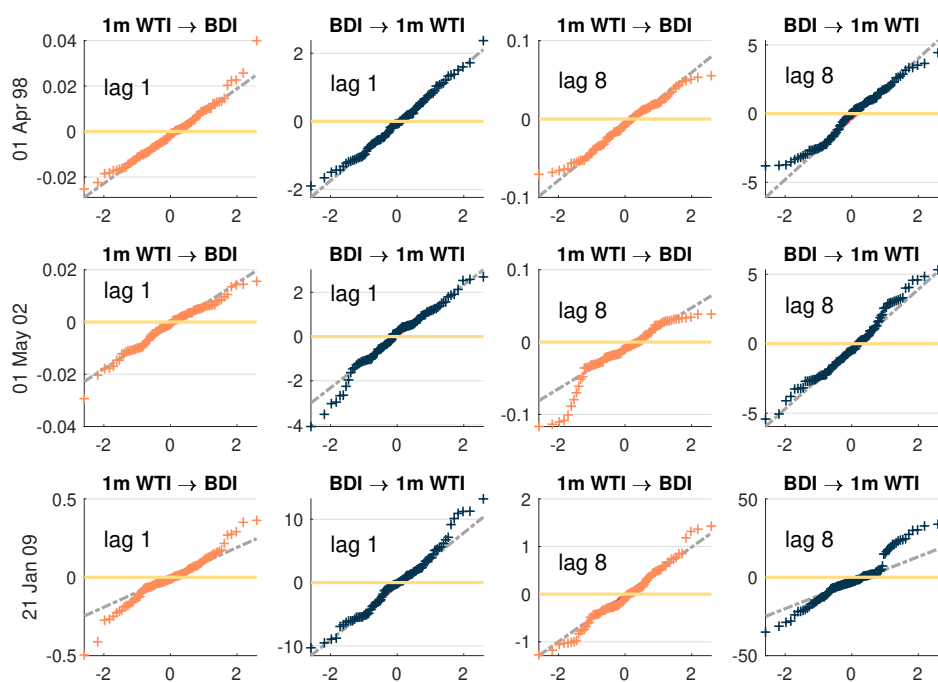 1m WTI → BDI
BDI → 1m WTI
1m WTI → BDI
BDI → 1m WTI
01 Apr 98
0.04
0.02
0
-0.02
lag 1
-2
0
2
2
0
-2
lag 1
-2
0
2
0.1
0
-0.1
lag 8
-2
0
2
5
0
-5
lag 8
-2
0
2
1m WTI → BDI
BDI → 1m WTI
1m WTI → BDI
BDI → 1m WTI
01 May 02
0.02
0
-0.02
-0.04
lag 1
-2
0
2
2
0
-2
-4
lag 1
-2
0
2
0.1
0
-0.1
lag 8
-2
0
2
5
0
-5
lag 8
-2
0
2
1m WTI → BDI
BDI → 1m WTI
1m WTI → BDI
BDI → 1m WTI
21 Jan 09
0.5
0
-0.5
lag 1
-2
0
2
10
0
-10
lag 1
-2
0
2
2
1
0
-1
lag 8
-2
0
2
50
0
50
lag 8
-2
0
2